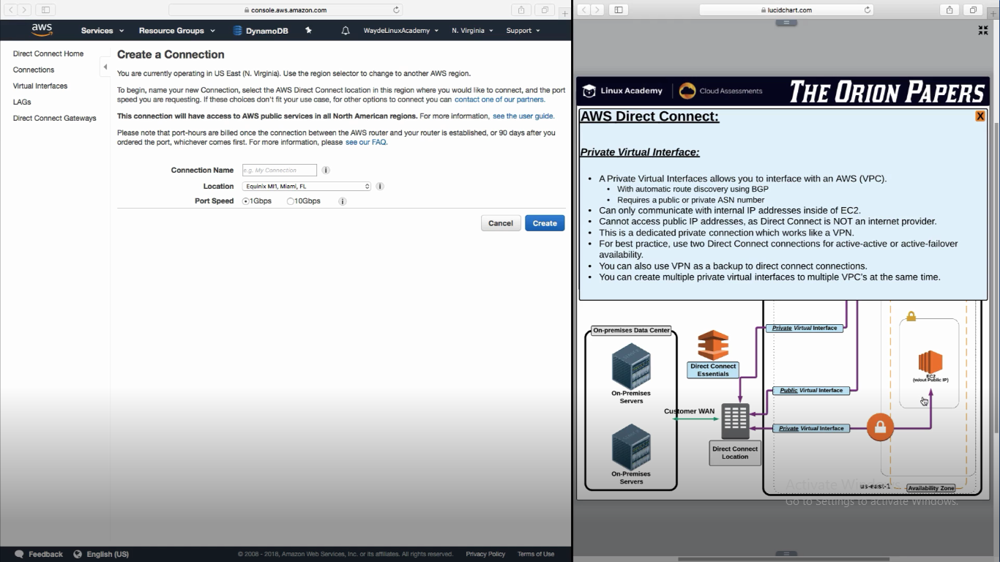 console.aws.amazon.com
aws Services Resource Groups DynamoDB WaydeLinuxAcademy N. Virginia Support
Direct Connect Home
Connections
Virtual Interfaces
LAGs
Direct Connect Gateways
Create a Connection
You are currently operating in US East (N. Virginia). Use the region selector to change to another AWS region.
To begin, name your new Connection, select the AWS Direct Connect location in this region where you would like to connect, and the port
speed you are requesting. If these choices don't fit your use case, for other options to connect you can contact one of our partners.
This connection will have access to AWS public services in all North American regions. For more information, see the user guide.
Please note that port-hours are billed once the connection between the AWS router and your router is established, or 90 days after you
ordered the port, whichever comes first. For more information, please see our FAQ.
Connection Name e.g. My Connection i
Location Equinix MI1, Miami, FL i
Port Speed 1Gbps 10Gbps i
Cancel Create
Feedback English (US) © 2008 - 2018, Amazon Web Services, Inc. or its affiliates. All rights reserved. Privacy Policy Terms of Use
lucidchart.com
Linux Academy Cloud Assessments THE ORION PAPERS
AWS Direct Connect: X
Private Virtual Interface:
• A Private Virtual Interfaces allows you to interface with an AWS (VPC).
• With automatic route discovery using BGP
• Requires a public or private ASN number
• Can only communicate with internal IP addresses inside of EC2.
• Cannot access public IP addresses, as Direct Connect is NOT an internet provider.
• This is a dedicated private connection which works like a VPN.
• For best practice, use two Direct Connect connections for active-active or active-failover
availability.
• You can also use VPN as a backup to direct connect connections.
• You can create multiple private virtual interfaces to multiple VPC's at the same time.
On-premises Data Center
On-Premises
Servers
On-Premises
Servers
Customer WAN
Direct Connect
Essentials
Direct Connect
Location
Private Virtual Interface
Public Virtual Interface
Private Virtual Interface
EC2
(w/out Public IP)
us-east-1
Availability Zone
Activate Windows
Go to Settings to activate Windows.